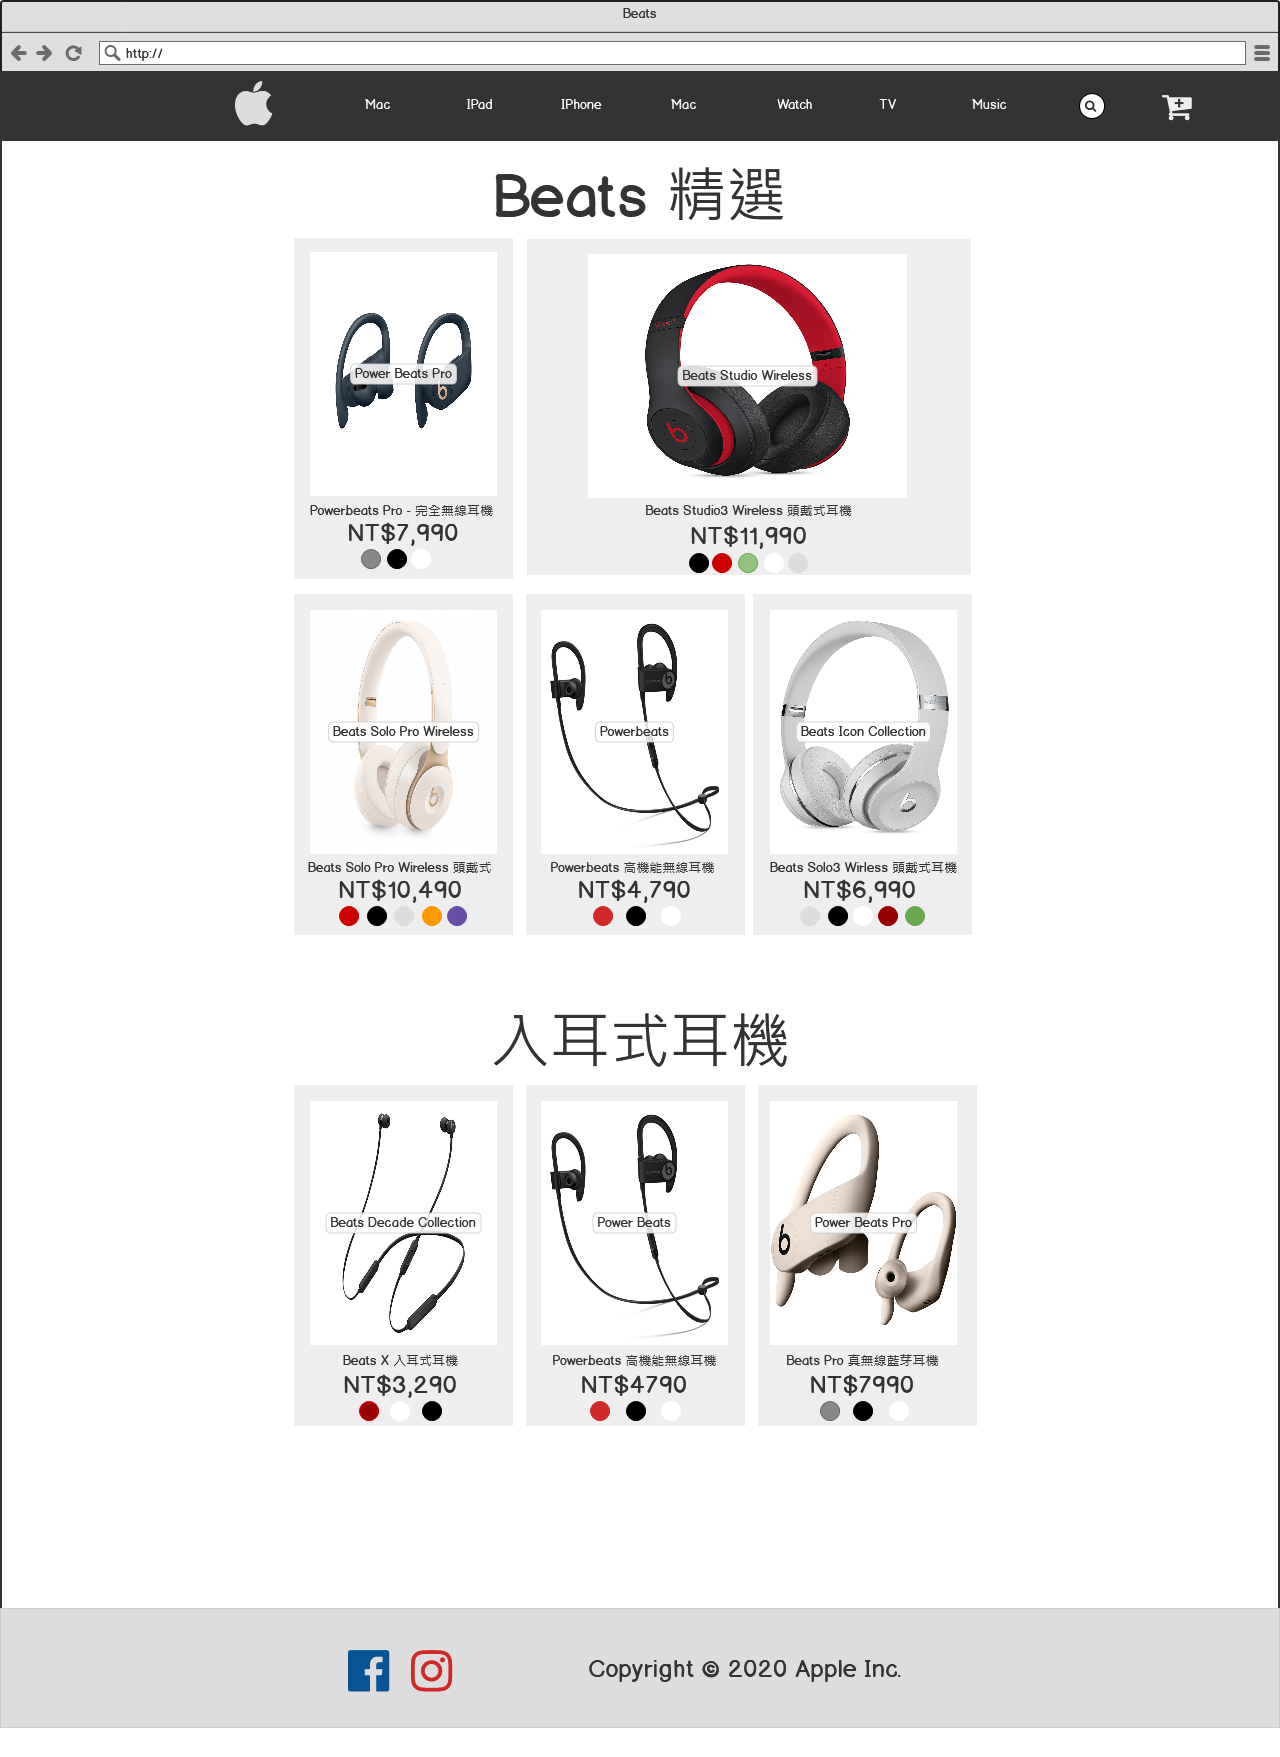 Beats
http://
Mac IPad IPhone Mac Watch TV Music
Beats 精選
Power Beats Pro
Beats Studio Wireless
Powerbeats Pro - 完全無線耳機
NT$7,990
Beats Studio3 Wireless 頭戴式耳機
NT$11,990
Beats Solo Pro Wireless
Powerbeats
Beats Icon Collection
Beats Solo Pro Wireless 頭戴式
NT$10,490
Powerbeats 高機能無線耳機
NT$4,790
Beats Solo3 Wirless 頭戴式耳機
NT$6,990
入耳式耳機
Beats Decade Collection
Power Beats
Power Beats Pro
Beats X 入耳式耳機
NT$3,290
Powerbeats 高機能無線耳機
NT$4790
Beats Pro 真無線藍芽耳機
NT$7990
Copyright © 2020 Apple Inc.